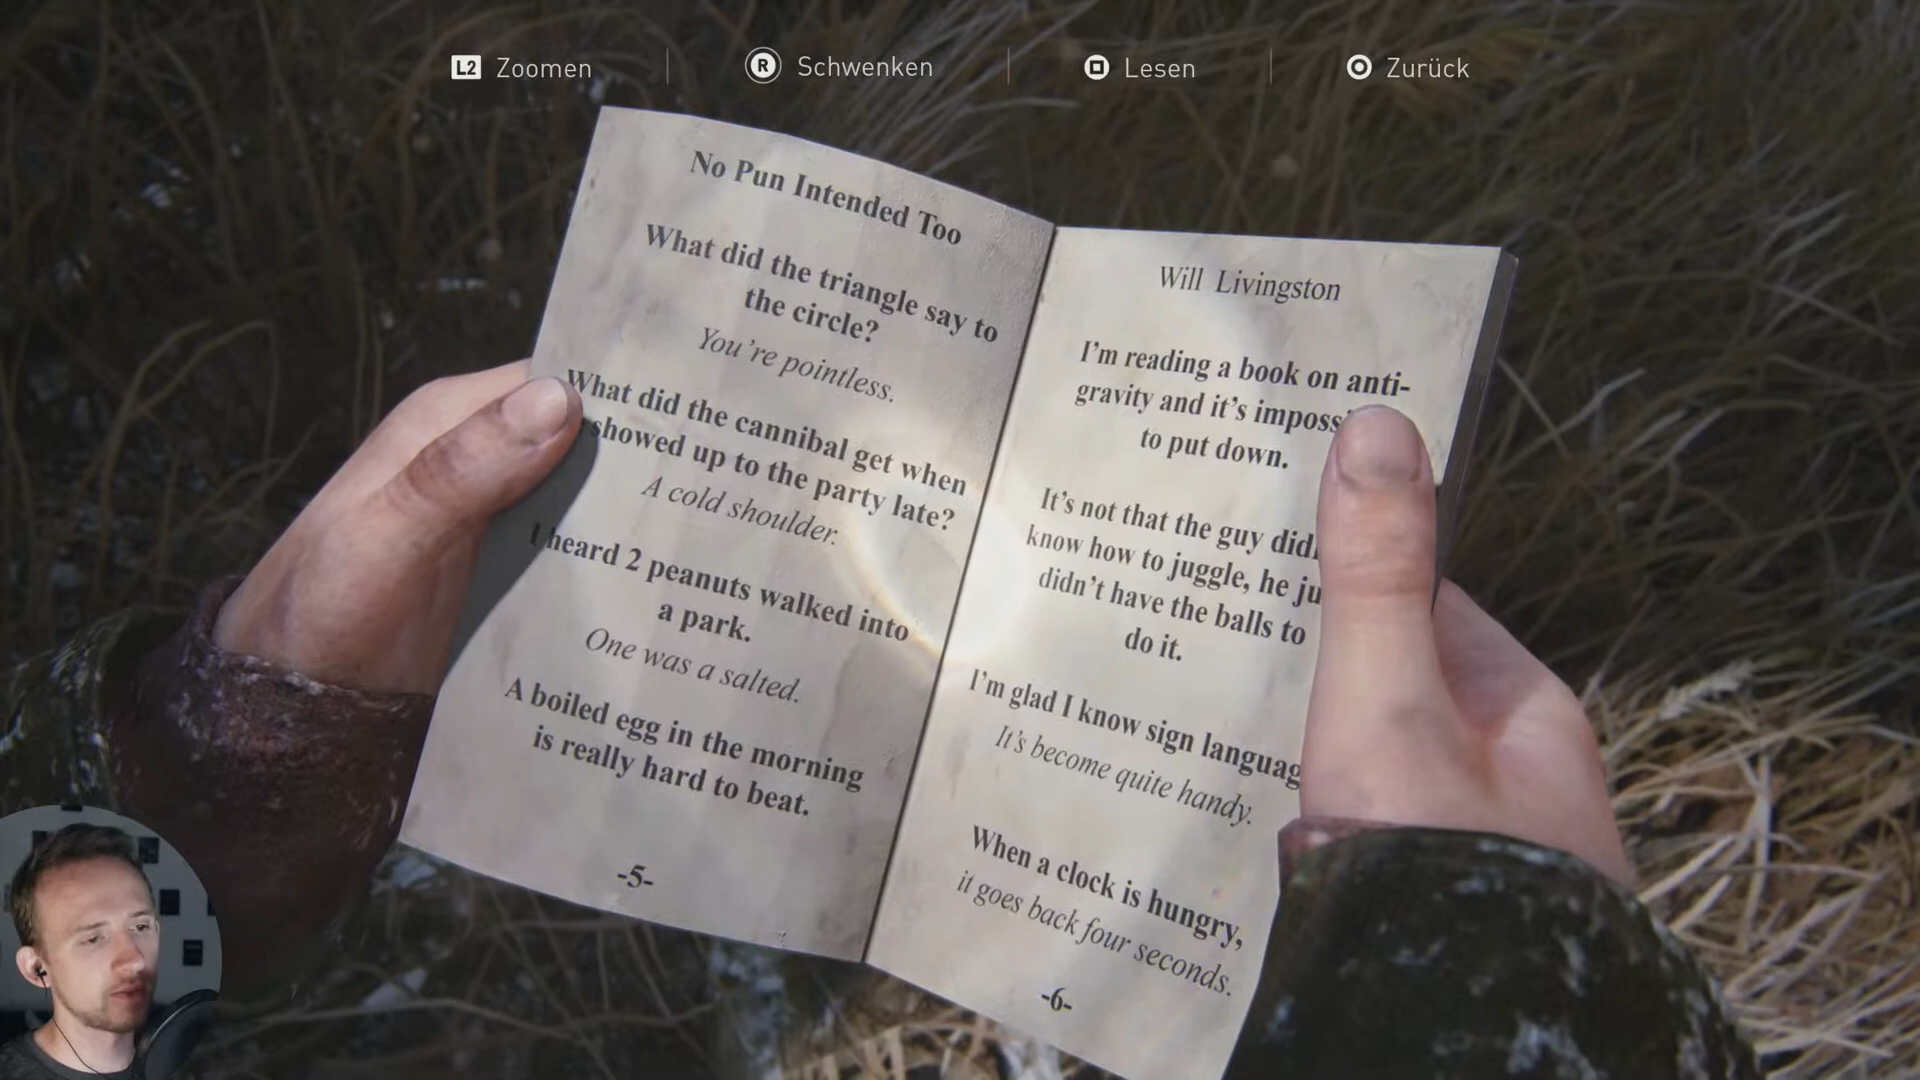 L2 Zoomen
R Schwenken
Lesen
Zurück
No Pun Intended Too
What did the triangle say to
the circle?
You're pointless.
What did the cannibal get when
showed up to the party late?
A cold shoulder.
I heard 2 peanuts walked into
a park.
One was a salted.
A boiled egg in the morning
is really hard to beat.
-5-
Will Livingston
I'm reading a book on anti-
gravity and it's
to put down.
It's not that the guy
know how to juggle, he
didn't have the balls to
do it.
I'm glad I know sign
It's become quite handy.
When a clock is hungry,
it goes back four seconds.
-6-